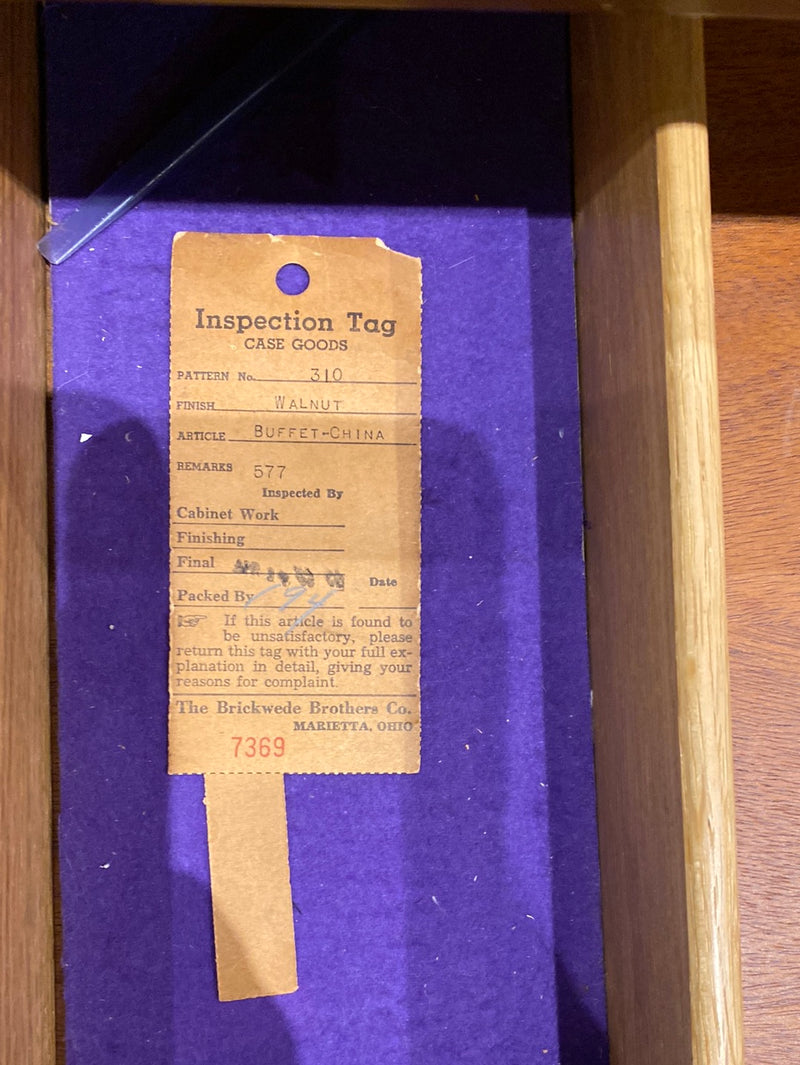 Inspection Tag
CASE GOODS
PATTERN No. 310
FINISH WALNUT
ARTICLE BUFFET-CHINA
REMARKS 577
Inspected By
Cabinet Work
Finishing
Final
Date
Packed By 194
☞ If this article is found to
be unsatisfactory, please
return this tag with your full ex-
planation in detail, giving your
reasons for complaint.
The Brickwede Brothers Co.
MARIETTA, OHIO
7369